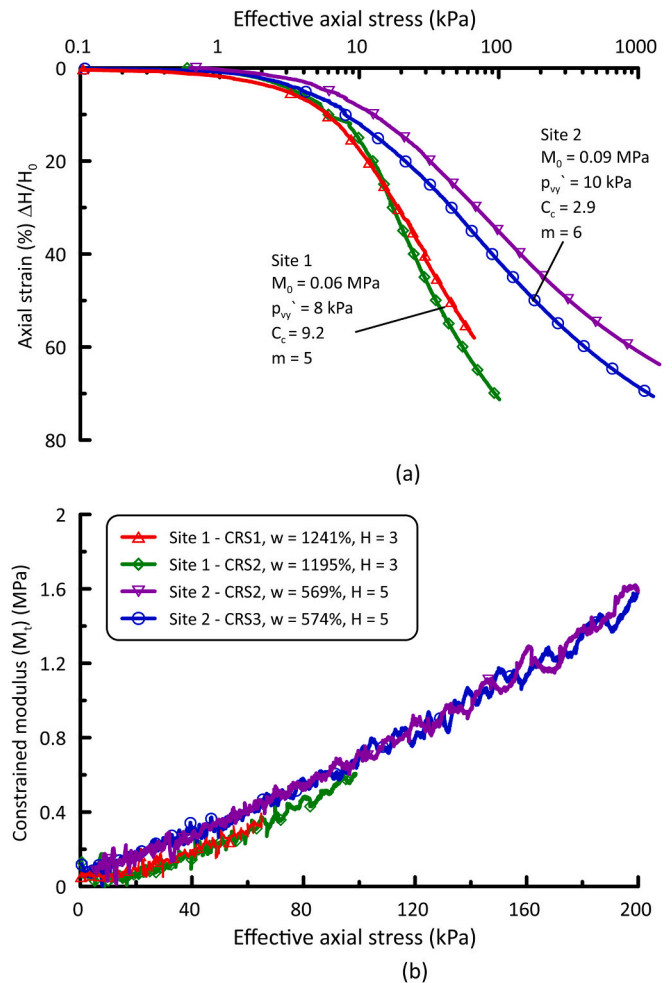 Effective axial stress (kPa)
0.1 1 10 100 1000
0
20
40
60
80
Axial strain (%) ΔH/H₀
Site 2
M₀ = 0.09 MPa
pᵥᵧ` = 10 kPa
C꜀ = 2.9
m = 6
Site 1
M₀ = 0.06 MPa
pᵥᵧ` = 8 kPa
C꜀ = 9.2
m = 5
(a)
2
1.6
1.2
0.8
0.4
0
Constrained modulus (Mₜ) (MPa)
Site 1 - CRS1, w = 1241%, H = 3
Site 1 - CRS2, w = 1195%, H = 3
Site 2 - CRS2, w = 569%, H = 5
Site 2 - CRS3, w = 574%, H = 5
0 40 80 120 160 200
Effective axial stress (kPa)
(b)